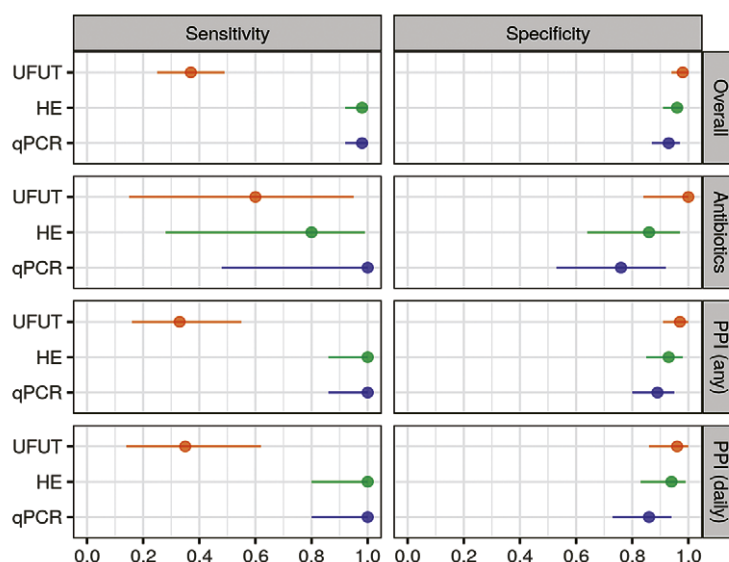 Sensitivity
Specificity
UFUT
HE
qPCR
Overall
UFUT
HE
qPCR
Antibiotics
UFUT
HE
qPCR
PPI (any)
UFUT
HE
qPCR
PPI (daily)
0.0 0.2 0.4 0.6 0.8 1.0
0.0 0.2 0.4 0.6 0.8 1.0